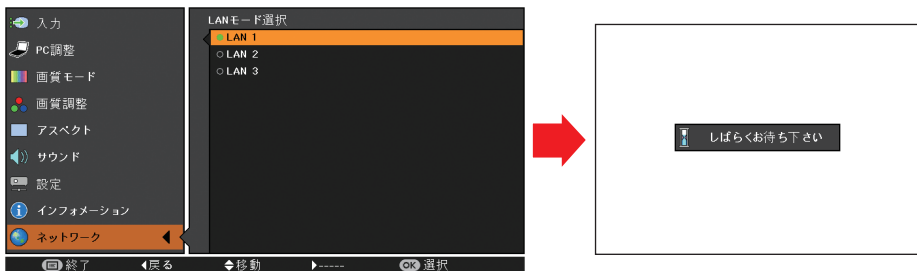 入力
PC調整
画質モード
画質調整
アスペクト
サウンド
設定
インフォメーション
ネットワーク
LANモード選択
LAN 1
LAN 2
LAN 3
終了 戻る 移動 ----- OK 選択
しばらくお待ち下さい